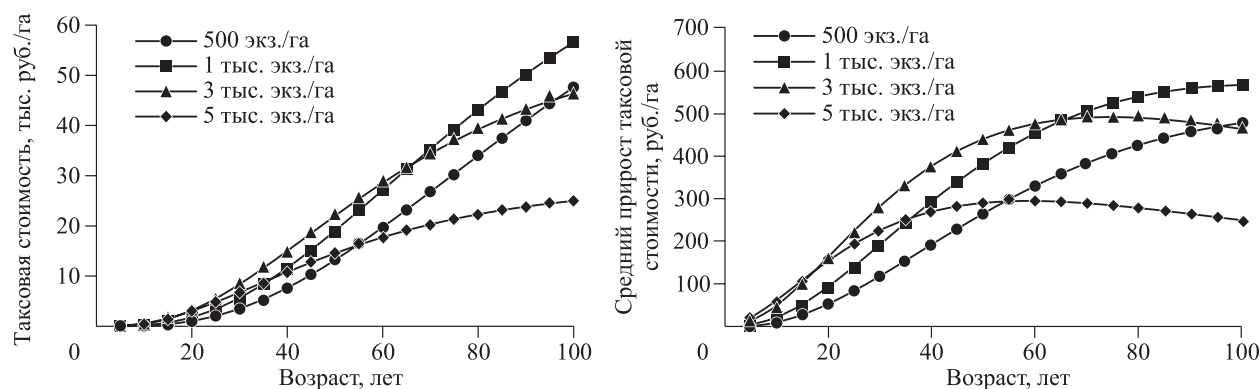 Таксовая стоимость, тыс. руб./га
60
50
40
30
20
10
0
500 экз./га
1 тыс. экз./га
3 тыс. экз./га
5 тыс. экз./га
20
40
60
80
100
Возраст, лет
Средний прирост таксовой
стоимости, руб./га
700
600
500
400
300
200
100
0
500 экз./га
1 тыс. экз./га
3 тыс. экз./га
5 тыс. экз./га
20
40
60
80
100
Возраст, лет